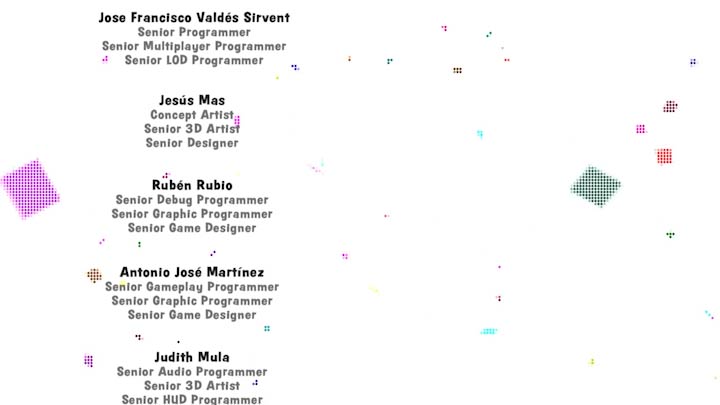 Jose Francisco Valdés Sirvent
Senior Programmer
Senior Multiplayer Programmer
Senior LOD Programmer
Jesús Mas
Concept Artist
Senior 3D Artist
Senior Designer
Rubén Rubio
Senior Debug Programmer
Senior Graphic Programmer
Senior Game Designer
Antonio José Martínez
Senior Gameplay Programmer
Senior Graphic Programmer
Senior Game Designer
Judith Mula
Senior Audio Programmer
Senior 3D Artist
Senior HUD Programmer